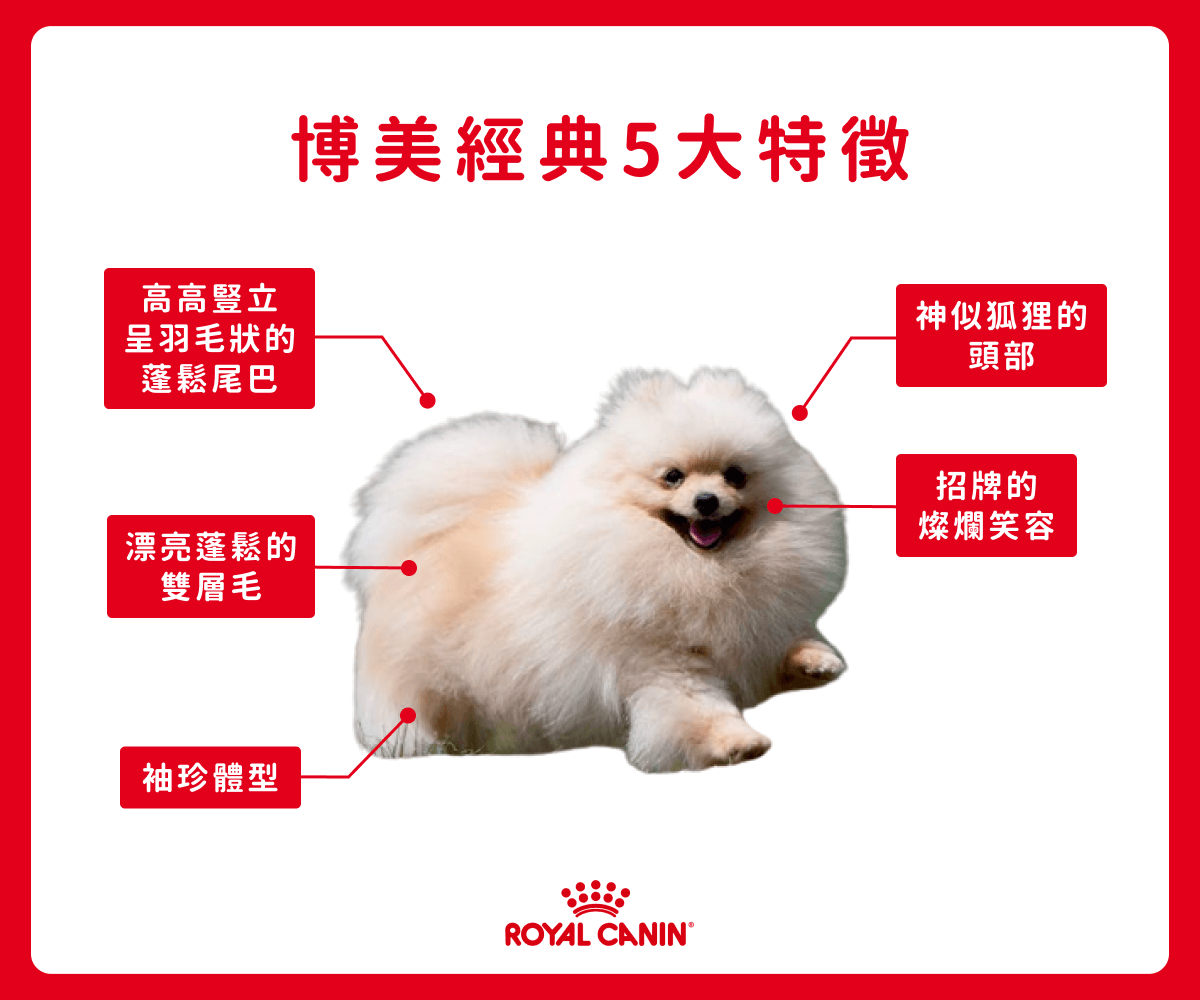 博美經典5大特徵
高高豎立
呈羽毛狀的
蓬鬆尾巴
神似狐狸的
頭部
招牌的
燦爛笑容
漂亮蓬鬆的
雙層毛
袖珍體型
ROYAL CANIN®